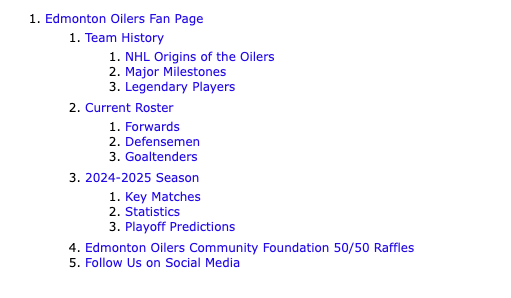 1. Edmonton Oilers Fan Page
1. Team History
1. NHL Origins of the Oilers
2. Major Milestones
3. Legendary Players
2. Current Roster
1. Forwards
2. Defensemen
3. Goaltenders
3. 2024-2025 Season
1. Key Matches
2. Statistics
3. Playoff Predictions
4. Edmonton Oilers Community Foundation 50/50 Raffles
5. Follow Us on Social Media